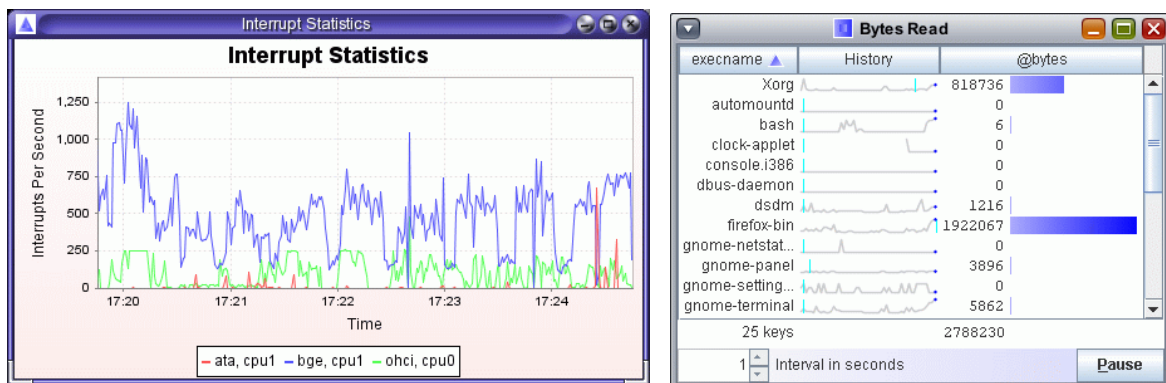 Interrupt Statistics
Interrupt Statistics
1,250
1,000
750
500
250
0
Interrupts Per Second
17:20 17:21 17:22 17:23 17:24
Time
ata, cpu1 bge, cpu1 ohci, cpu0
Bytes Read
execname History @bytes
Xorg 818736
automountd 0
bash 6
clock-applet 0
console.i386 0
dbus-daemon 0
dsdm 1216
firefox-bin 1922067
gnome-netstat... 0
gnome-panel 3896
gnome-setting... 0
gnome-terminal 5862
25 keys 2788230
1 Interval in seconds Pause